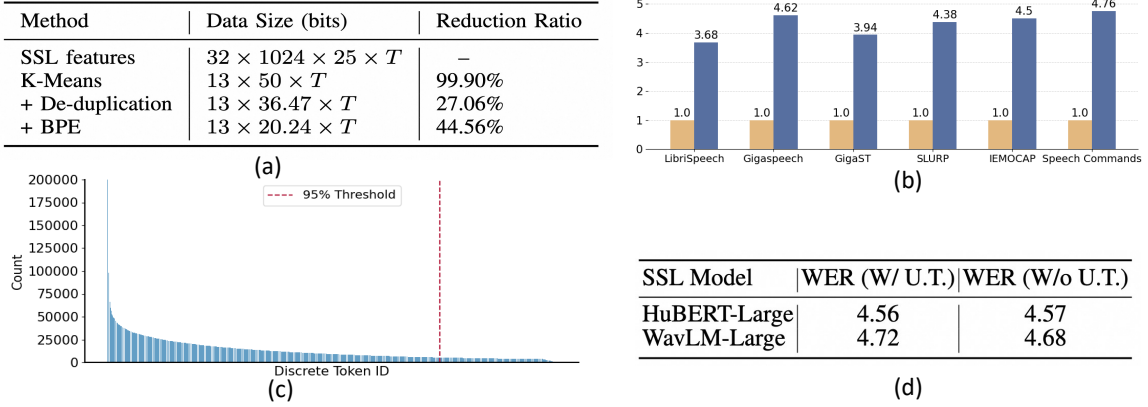 Method Data Size (bits) Reduction Ratio
SSL features 32 × 1024 × 25 × T –
K-Means 13 × 50 × T 99.90%
+ De-duplication 13 × 36.47 × T 27.06%
+ BPE 13 × 20.24 × T 44.56%
(a)
5
4
3
2
1
0
1.0 3.68
1.0 4.62
1.0 3.94
1.0 4.38
1.0 4.5
1.0 4.76
LibriSpeech Gigaspeech GigaST SLURP IEMOCAP Speech Commands
(b)
200000
175000
150000
125000
100000
75000
50000
25000
0
Count
95% Threshold
Discrete Token ID
(c)
SSL Model WER (W/ U.T.) WER (W/o U.T.)
HuBERT-Large 4.56 4.57
WavLM-Large 4.72 4.68
(d)